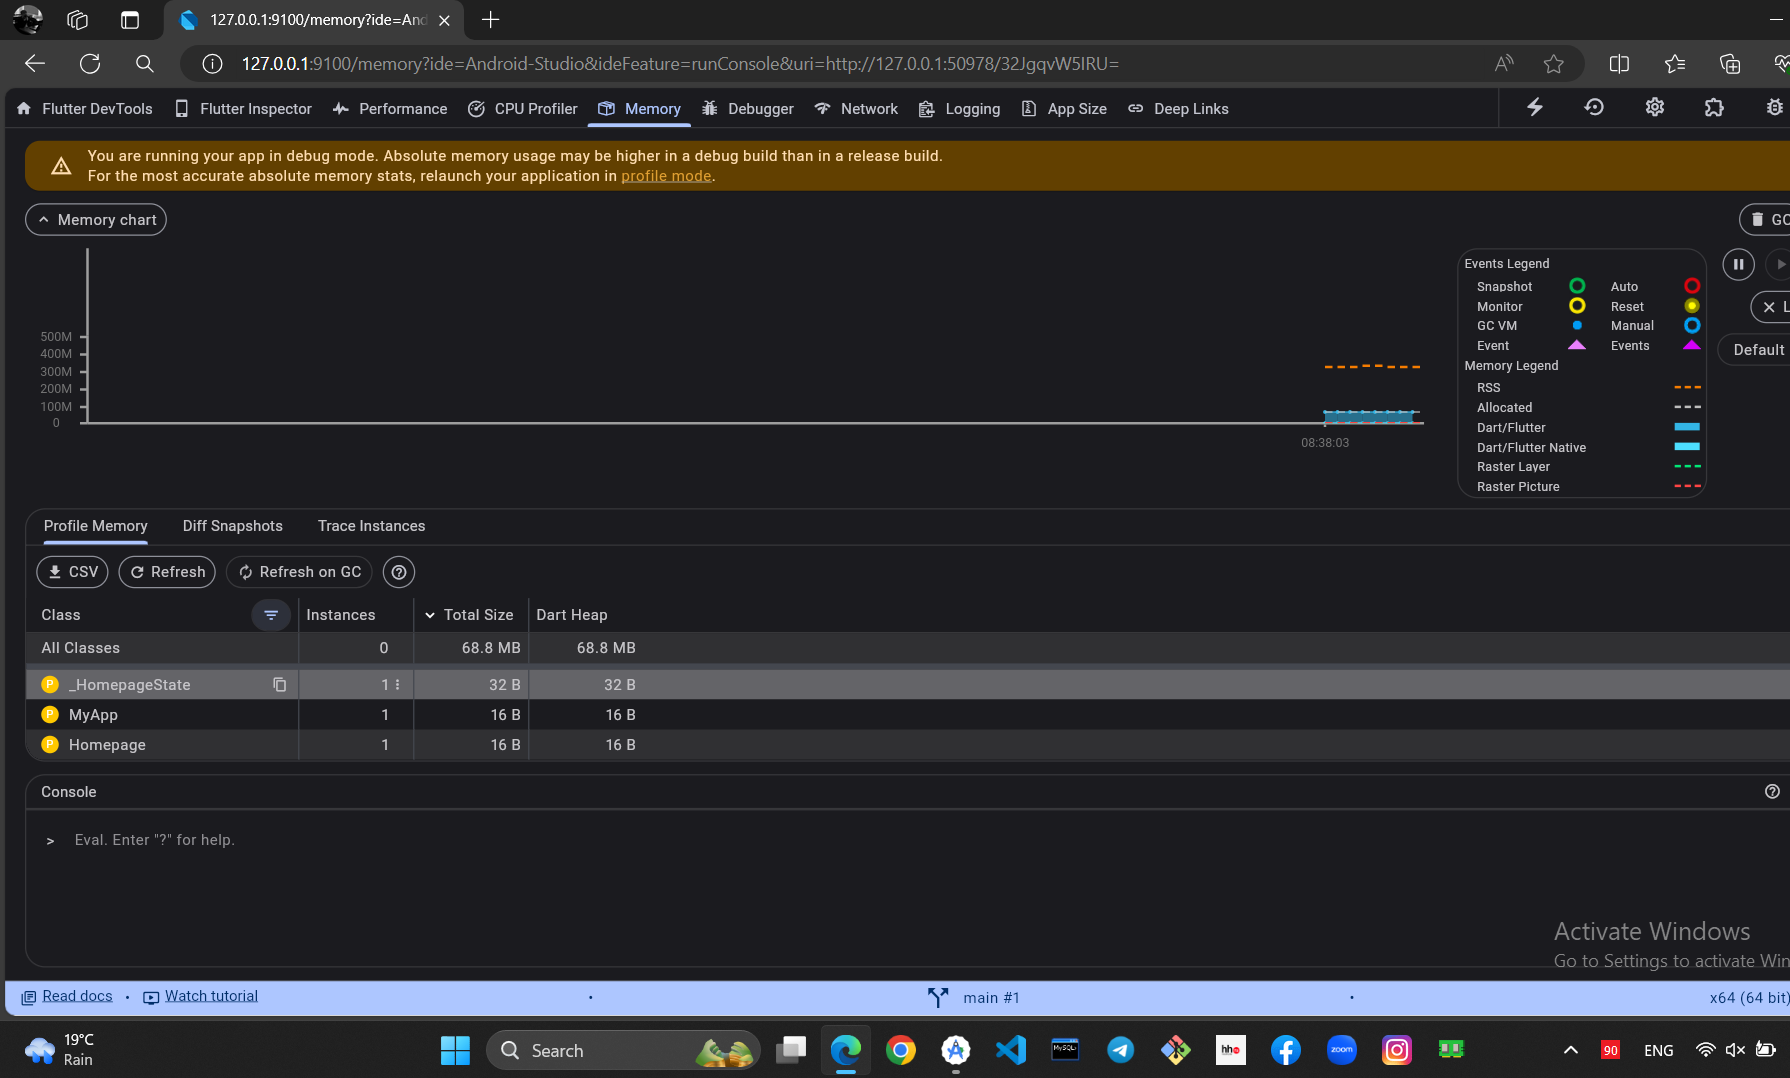 127.0.0.1:9100/memory?ide=And
127.0.0.1:9100/memory?ide=Android-Studio&ideFeature=runConsole&uri=http://127.0.0.1:50978/32JgqvW5IRU=
Flutter DevTools Flutter Inspector Performance CPU Profiler Memory Debugger Network Logging App Size Deep Links
You are running your app in debug mode. Absolute memory usage may be higher in a debug build than in a release build.
For the most accurate absolute memory stats, relaunch your application in profile mode.
Memory chart GC
Events Legend
Snapshot Auto
Monitor Reset
GC VM Manual
Event Events
Memory Legend
RSS
Allocated
Dart/Flutter
Dart/Flutter Native
Raster Layer
Raster Picture
L
Default
500M
400M
300M
200M
100M
0
08:38:03
Profile Memory Diff Snapshots Trace Instances
CSV Refresh Refresh on GC
Class Instances Total Size Dart Heap
All Classes 0 68.8 MB 68.8 MB
P _HomepageState 1 32 B 32 B
P MyApp 1 16 B 16 B
P Homepage 1 16 B 16 B
Console
> Eval. Enter "?" for help.
Activate Windows
Go to Settings to activate Win
Read docs • Watch tutorial • main #1 • x64 (64 bit)
19°C
Rain
Search
MySQL
hh
zoom
90
ENG